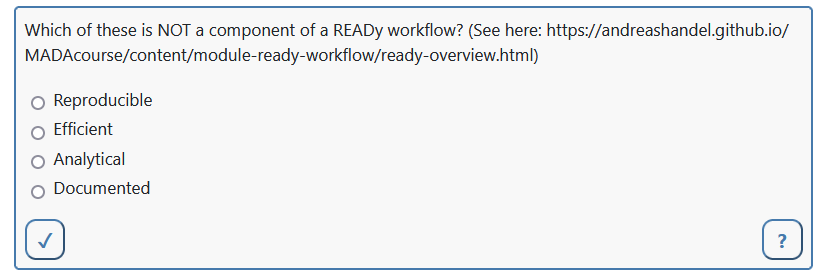 Which of these is NOT a component of a READy workflow? (See here: https://andreashandel.github.io/
MADAcourse/content/module-ready-workflow/ready-overview.html)
Reproducible
Efficient
Analytical
Documented
✓ ?